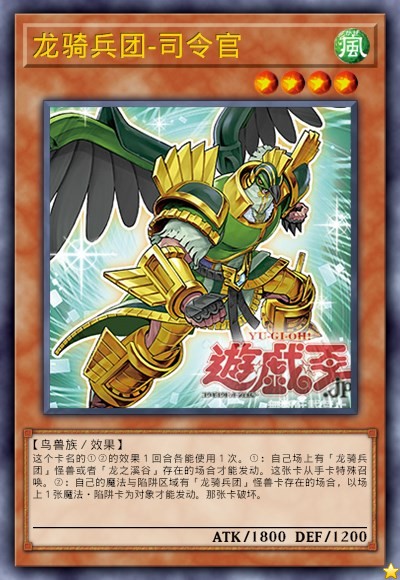 龙骑兵团-司令官
風
YU-GI-OH!
遊戯王
.jp
【鸟兽族／效果】
这个卡名的①②的效果１回合各能使用１次。①：自己场上有「龙骑兵
团」怪兽或者「龙之溪谷」存在的场合才能发动。这张卡从手卡特殊召
唤。②：自己的魔法与陷阱区域有「龙骑兵团」怪兽卡存在的场合，以场
上１张魔法·陷阱卡为对象才能发动。那张卡破坏。
ATK/1800 DEF/1200